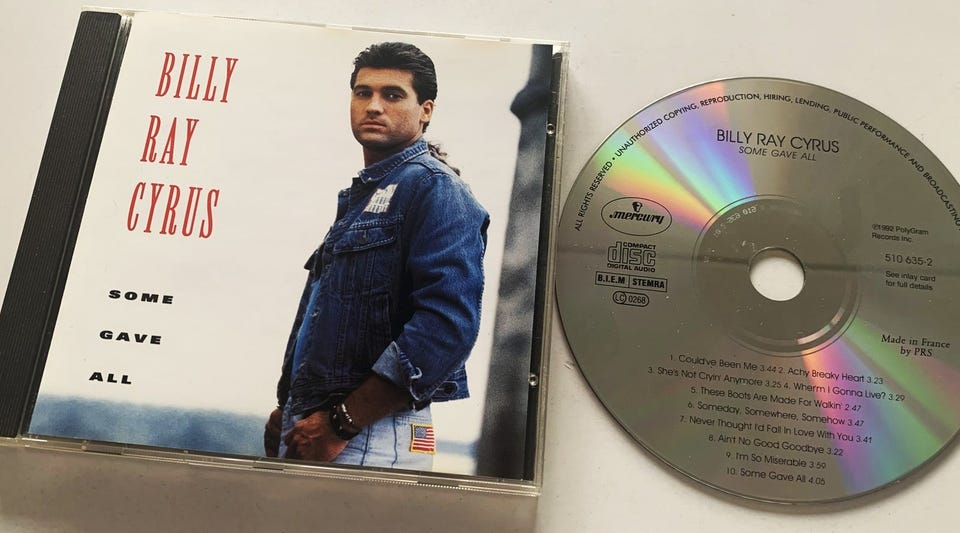 BILLY
RAY
CYRUS
SOME
GAVE
ALL
ALL RIGHTS RESERVED • UNAUTHORIZED COPYING, REPRODUCTION, HIRING, LENDING, PUBLIC PERFORMANCE AND BROADCASTING
BILLY RAY CYRUS
SOME GAVE ALL
mercury
COMPACT
disc
DIGITAL AUDIO
B.I.E.M STEMRA
LC 0268
℗1992 PolyGram
Records Inc.
510 635-2
See inlay card
for full details
Made in France
by PRS
1. Could've Been Me 3.44 2. Achy Breaky Heart 3.23
3. She's Not Cryin' Anymore 3.25 4. Wher'm I Gonna Live? 3.29
5. These Boots Are Made For Walkin' 2.47
6. Someday, Somewhere, Somehow 3.47
7. Never Thought I'd Fall In Love With You 3.41
8. Ain't No Good Goodbye 3.22
9. I'm So Miserable 3.59
10. Some Gave All 4.05